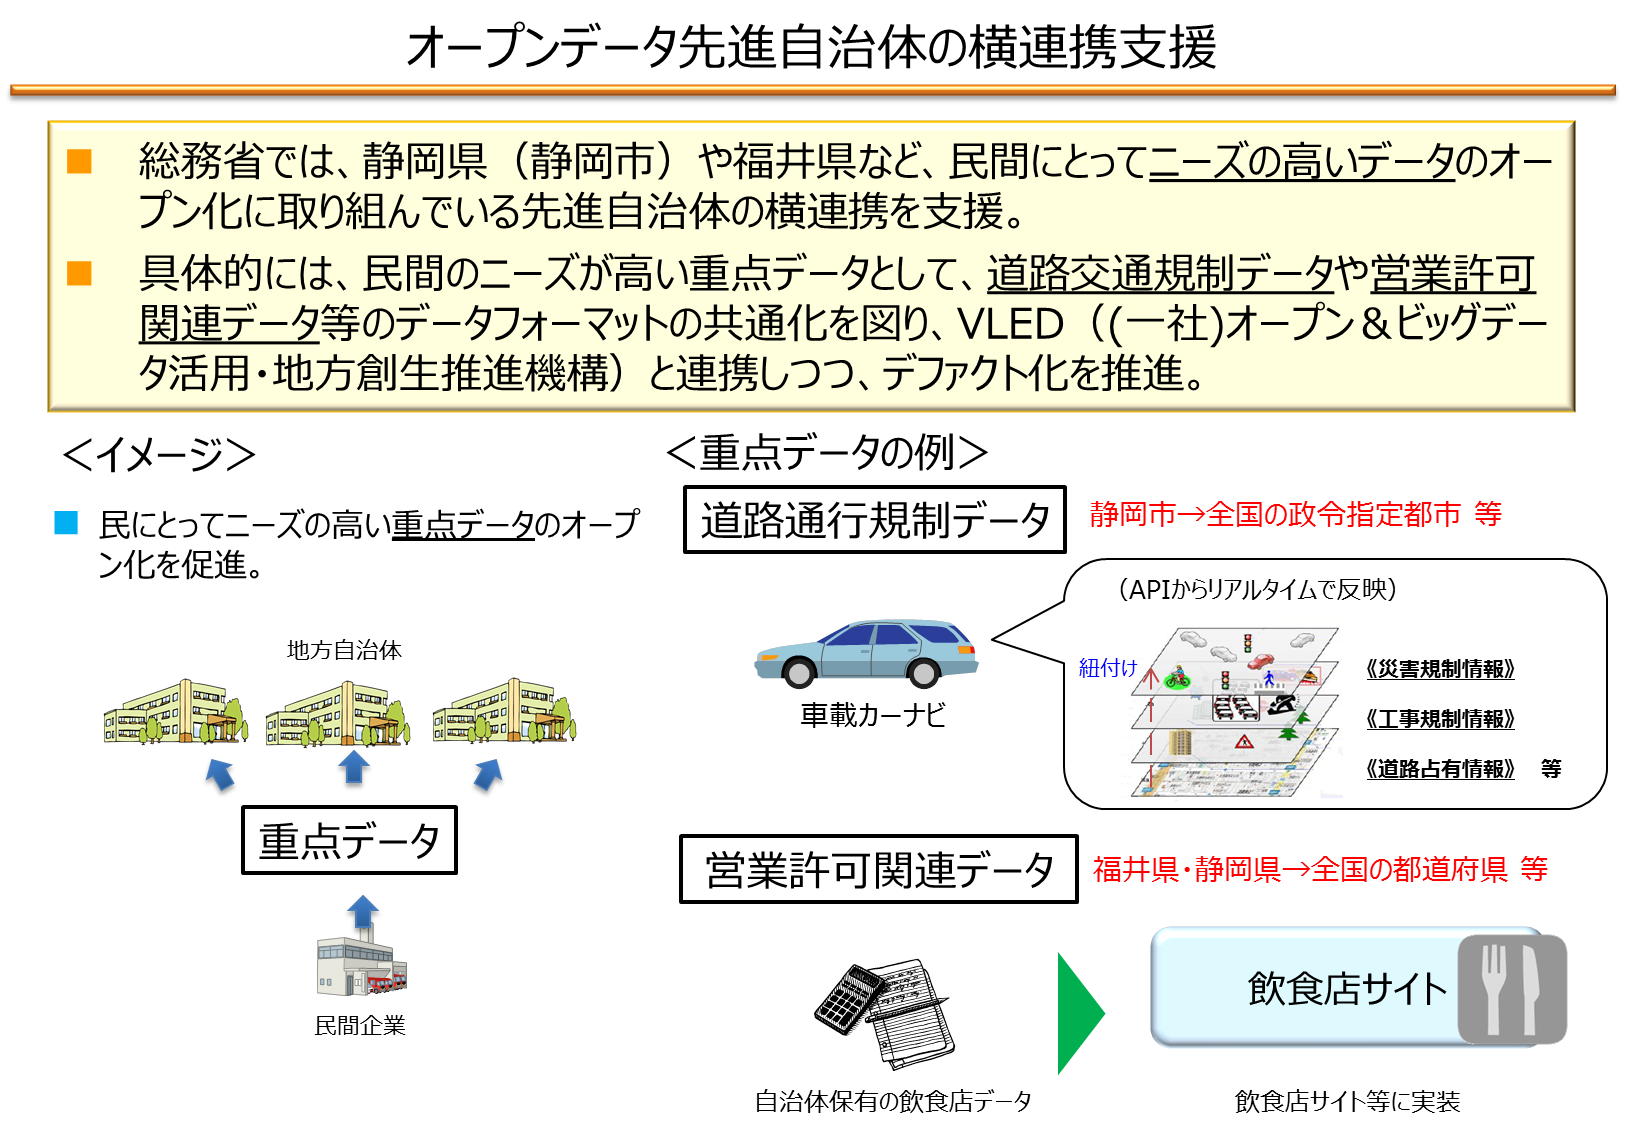 オープンデータ先進自治体の横連携支援
■ 総務省では、静岡県（静岡市）や福井県など、民間にとってニーズの高いデータのオー
プン化に取り組んでいる先進自治体の横連携を支援。
■ 具体的には、民間のニーズが高い重点データとして、道路交通規制データや営業許可
関連データ等のデータフォーマットの共通化を図り、VLED（(一社)オープン＆ビッグデー
タ活用・地方創生推進機構）と連携しつつ、デファクト化を推進。
＜イメージ＞
■ 民にとってニーズの高い重点データのオープ
ン化を促進。
地方自治体
重点データ
民間企業
＜重点データの例＞
道路通行規制データ
静岡市→全国の政令指定都市 等
（APIからリアルタイムで反映）
紐付け
《災害規制情報》
《工事規制情報》
《道路占有情報》 等
車載カーナビ
営業許可関連データ
福井県・静岡県→全国の都道府県 等
飲食店サイト
自治体保有の飲食店データ
飲食店サイト等に実装